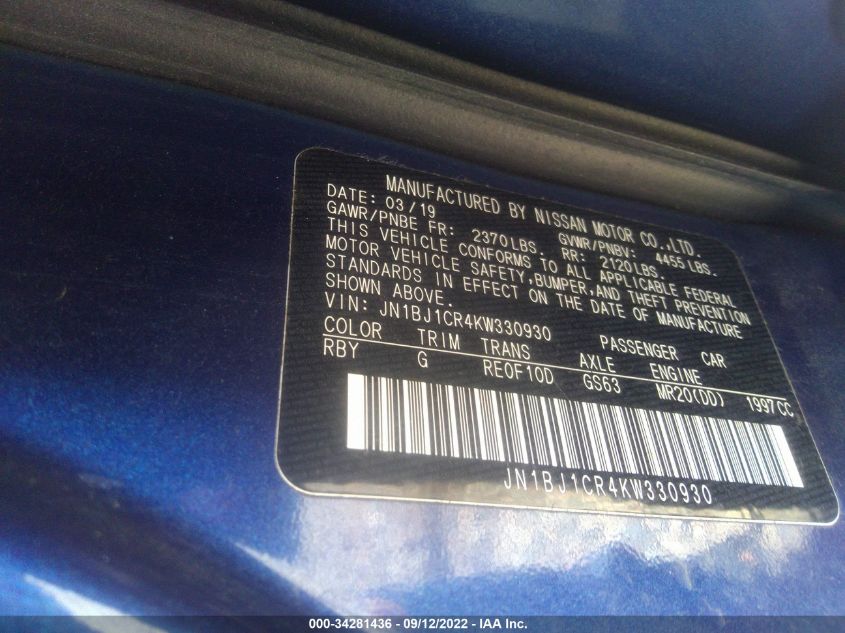 MANUFACTURED BY NISSAN MOTOR CO.,LTD.
DATE: 03/19 GVWR/PNBV: 4455LBS.
GAWR/PNBE FR: 2370LBS. RR: 2120LBS.
THIS VEHICLE CONFORMS TO ALL APPLICABLE FEDERAL
MOTOR VEHICLE SAFETY,BUMPER,AND THEFT PREVENTION
STANDARDS IN EFFECT ON THE DATE OF MANUFACTURE
SHOWN ABOVE.
VIN: JN1BJ1CR4KW330930 PASSENGER CAR
COLOR TRIM TRANS AXLE ENGINE
RBY G RE0F10D GS63 MR20(DD) 1997CC
JN1BJ1CR4KW330930
000-34281436 - 09/12/2022 - IAA Inc.